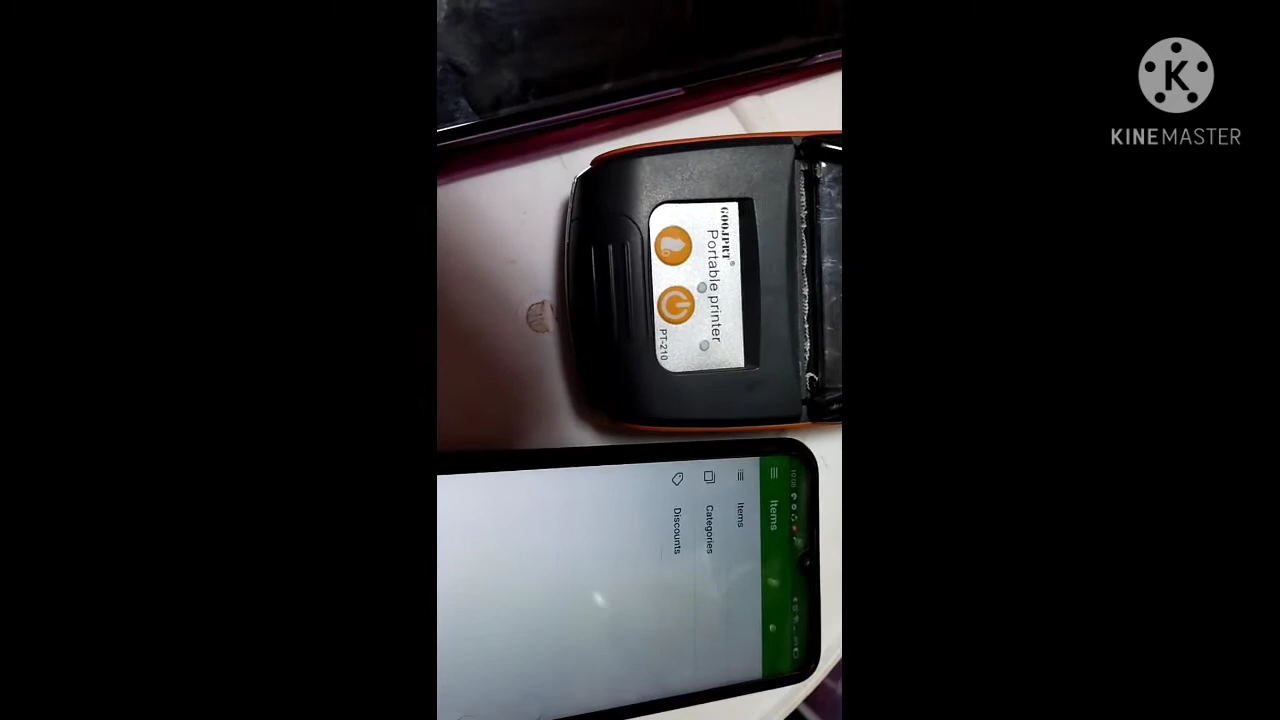 KINEMASTER
GOOJPRT®
Portable printer
PT-210
Items
Items
Categories
Discounts